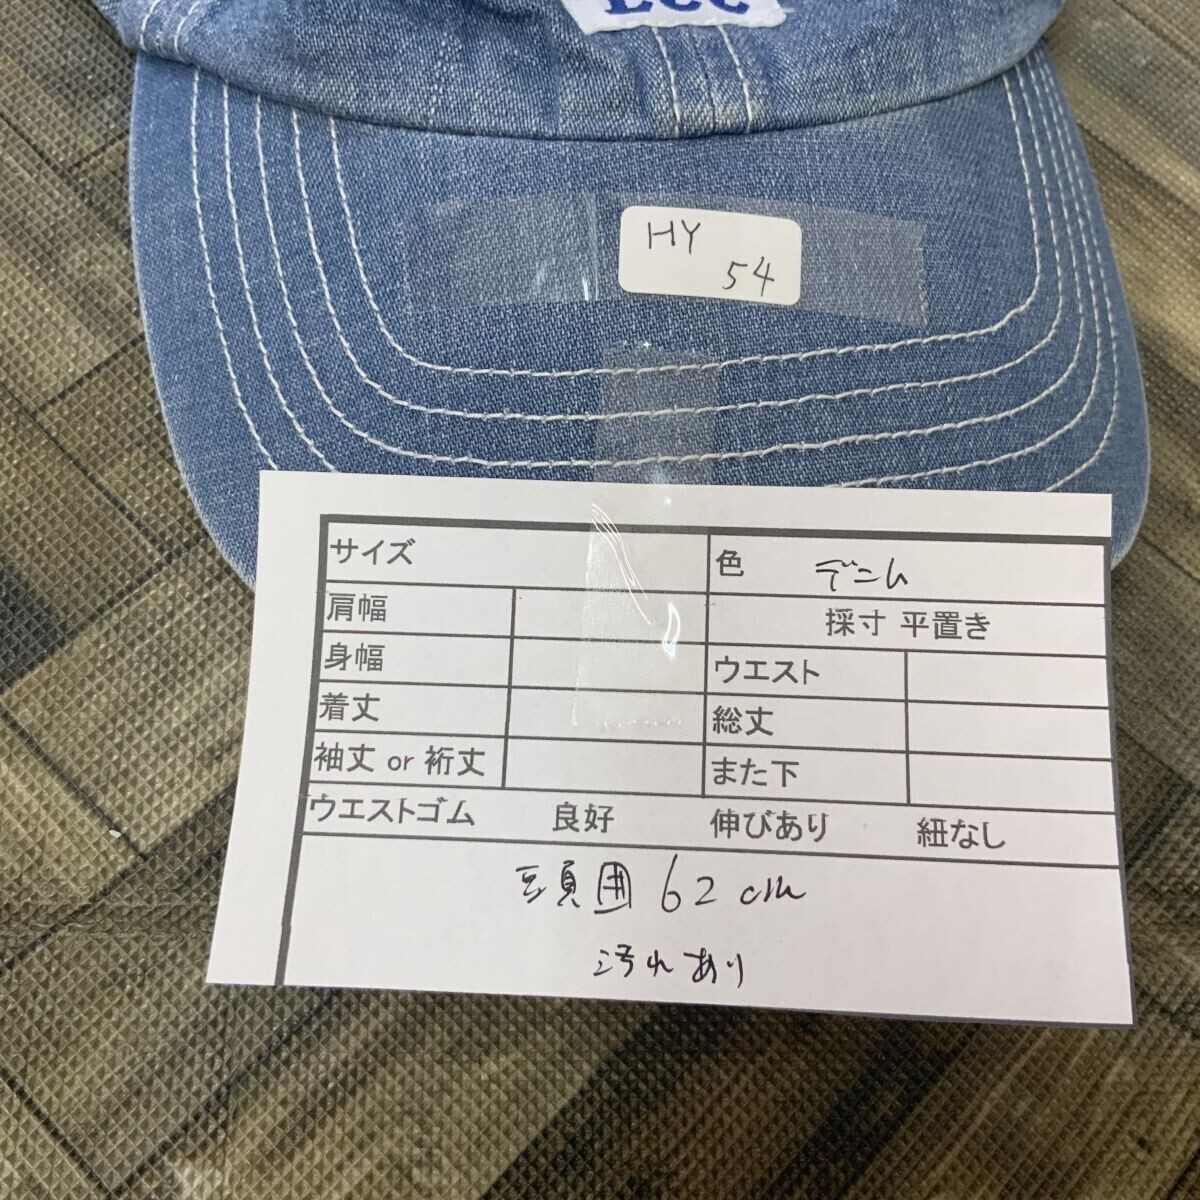 Lee
HY
54
サイズ 色 デニム
肩幅 採寸 平置き
身幅 ウエスト
着丈 総丈
袖丈 or 裄丈 また下
ウエストゴム 良好 伸びあり 紐なし
頭囲 62cm
汚れあり